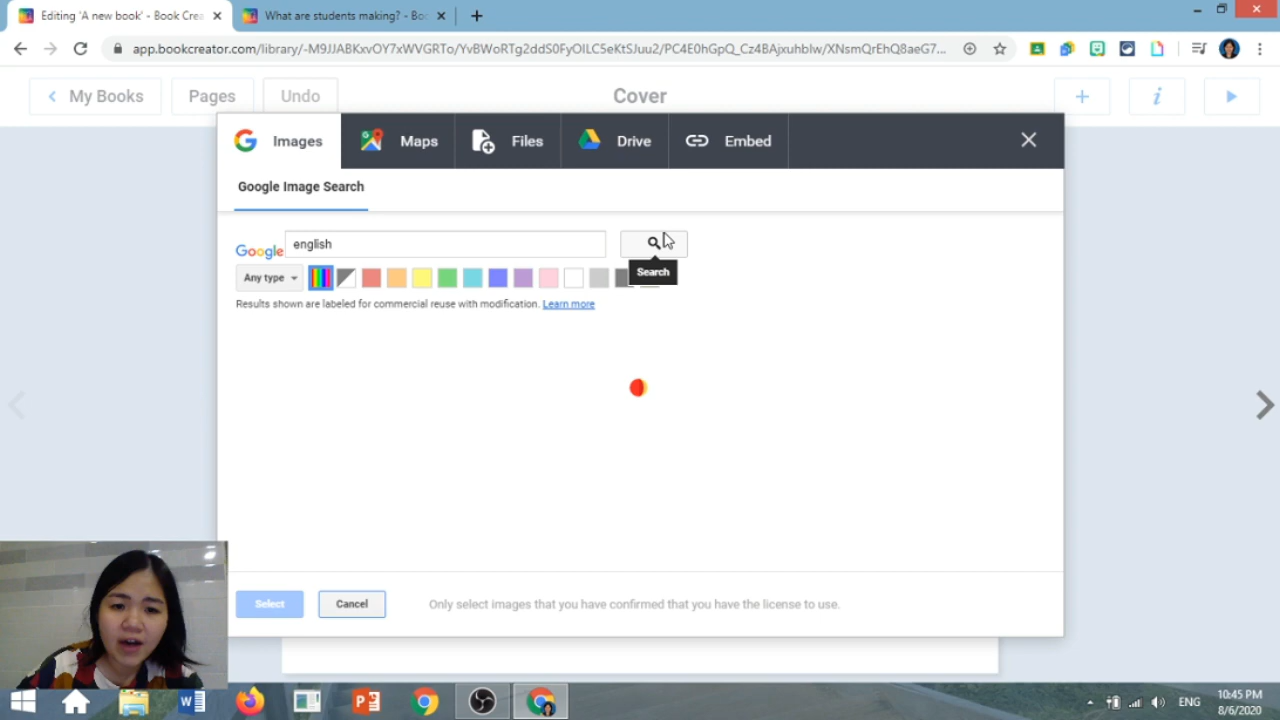 Editing 'A new book' - Book Crea
What are students making? - Boo
app.bookcreator.com/library/-M9JJABKxvOY7xWVGRTo/YvBWoRTg2ddS0FyOILC5eKtSJuu2/PC4E0hGpQ_Cz4BAjxuhblw/XNsmQrEhQ8aeG7...
My Books
Pages
Undo
Cover
i
G Images
Maps
Files
Drive
Embed
Google Image Search
Google
english
Search
Any type
Results shown are labeled for commercial reuse with modification. Learn more
Select
Cancel
Only select images that you have confirmed that you have the license to use.
ENG
10:45 PM
8/6/2020